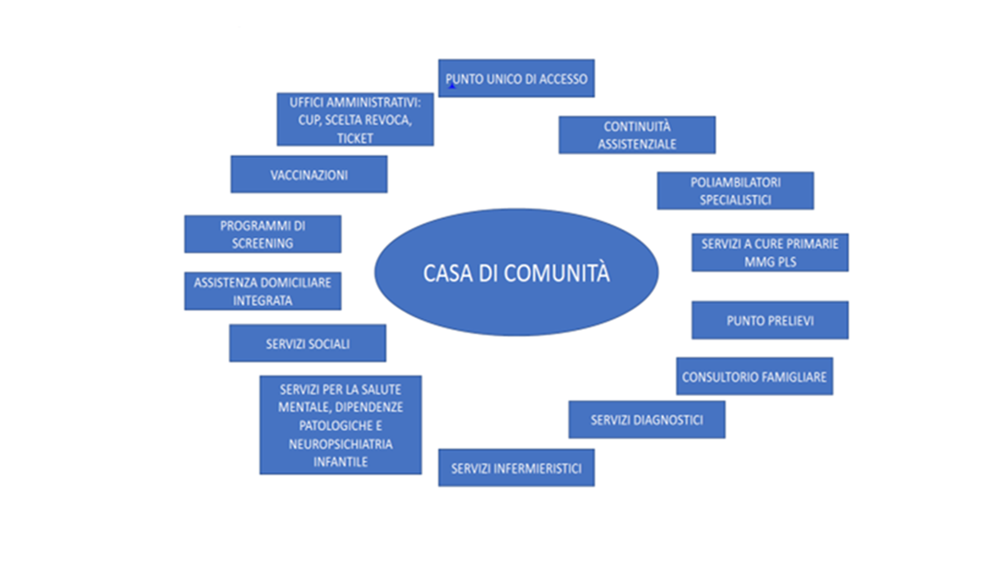 PUNTO UNICO DI ACCESSO
UFFICI AMMINISTRATIVI:
CUP, SCELTA REVOCA,
TICKET
CONTINUITÀ
ASSISTENZIALE
VACCINAZIONI
POLIAMBILATORI
SPECIALISTICI
PROGRAMMI DI
SCREENING
SERVIZI A CURE PRIMARIE
MMG PLS
CASA DI COMUNITÀ
ASSISTENZA DOMICILIARE
INTEGRATA
PUNTO PRELIEVI
SERVIZI SOCIALI
CONSULTORIO FAMIGLIARE
SERVIZI PER LA SALUTE
MENTALE, DIPENDENZE
PATOLOGICHE E
NEUROPSICHIATRIA
INFANTILE
SERVIZI DIAGNOSTICI
SERVIZI INFERMIERISTICI